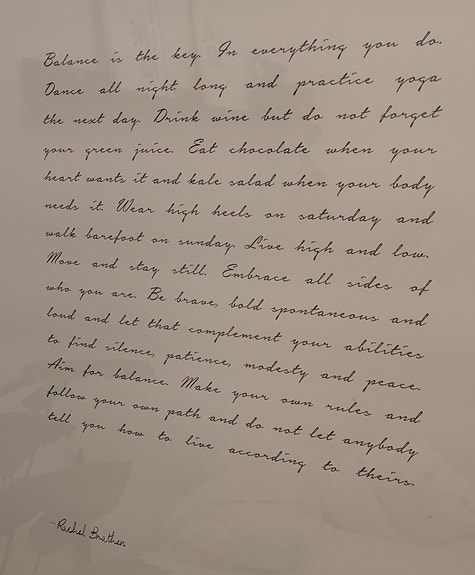 Balance is the key. In everything you do.
Dance all night long and practice yoga
the next day. Drink wine but do not forget
your green juice. Eat chocolate when your
heart wants it and kale salad when your body
needs it. Wear high heels on saturday and
walk barefoot on sunday. Live high and low.
Move and stay still. Embrace all sides of
who you are. Be brave, bold spontaneous and
loud and let that complement your abilities
to find silence, patience, modesty and peace.
Aim for balance. Make your own rules and
follow your own path and do not let anybody
tell you how to live according to theirs.
-Rachel Brathen